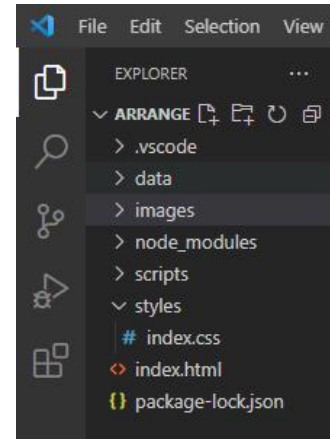 File Edit Selection View
EXPLORER
ARRANGE
.vscode
data
images
node_modules
scripts
styles
# index.css
<> index.html
{} package-lock.json